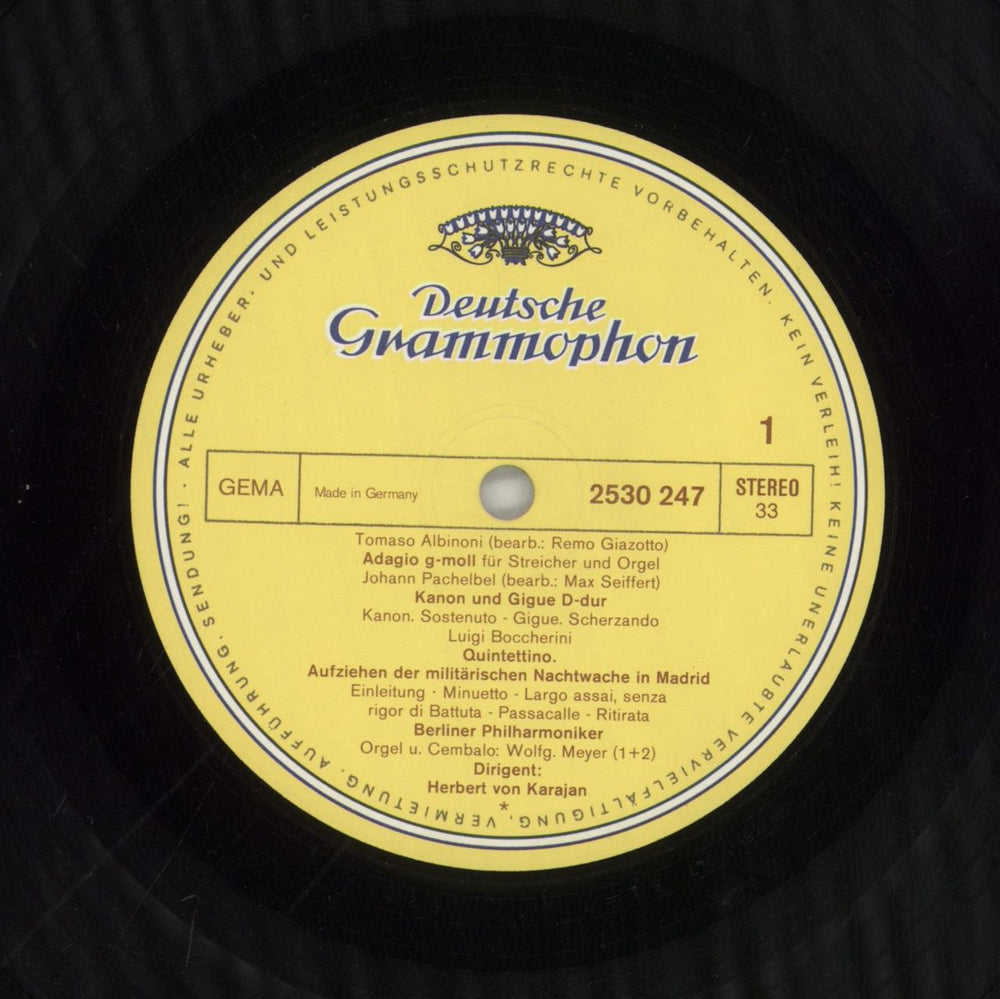 ALLE URHEBER- UND LEISTUNGSSCHUTZRECHTE VORBEHALTEN. KEIN VERLEIH! KEINE UNERLAUBTE VERVIELFÄLTIGUNG, VERMIETUNG, AUFFÜHRUNG, SENDUNG! ·
Deutsche
Grammophon
1
GEMA Made in Germany 2530 247 STEREO
33
Tomaso Albinoni (bearb.: Remo Giazotto)
Adagio g-moll für Streicher und Orgel
Johann Pachelbel (bearb.: Max Seiffert)
Kanon und Gigue D-dur
Kanon. Sostenuto - Gigue. Scherzando
Luigi Boccherini
Quintettino.
Aufziehen der militärischen Nachtwache in Madrid
Einleitung · Minuetto - Largo assai, senza
rigor di Battuta - Passacalle - Ritirata
Berliner Philharmoniker
Orgel u. Cembalo: Wolfg. Meyer (1+2)
Dirigent:
Herbert von Karajan
*